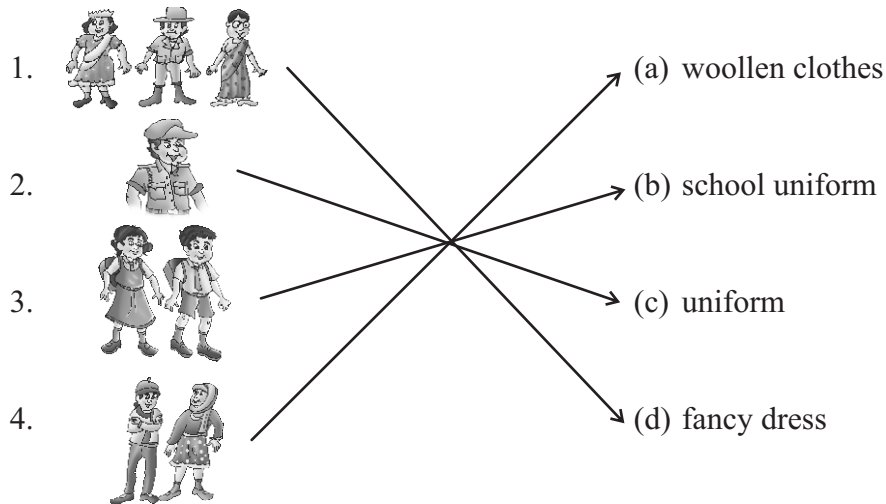 1. (a) woollen clothes
2. (b) school uniform
3. (c) uniform
4. (d) fancy dress